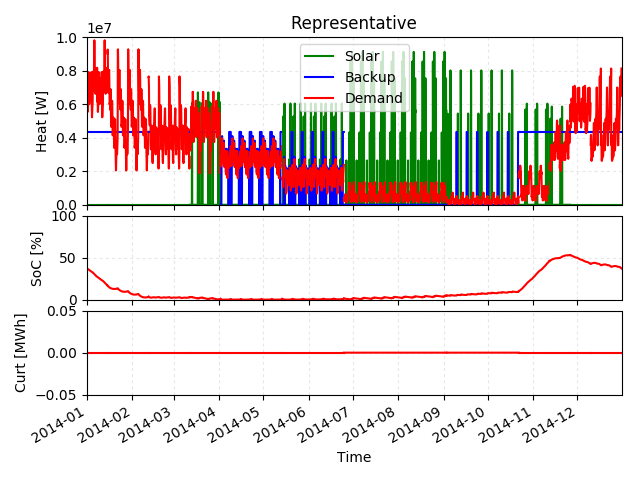 Representative
1e7
1.0
0.8
0.6
0.4
0.2
0.0
Heat [W]
Solar
Backup
Demand
100
50
0
SoC [%]
0.05
0.00
−0.05
Curt [MWh]
2014-01
2014-02
2014-03
2014-04
2014-05
2014-06
2014-07
2014-08
2014-09
2014-10
2014-11
2014-12
Time